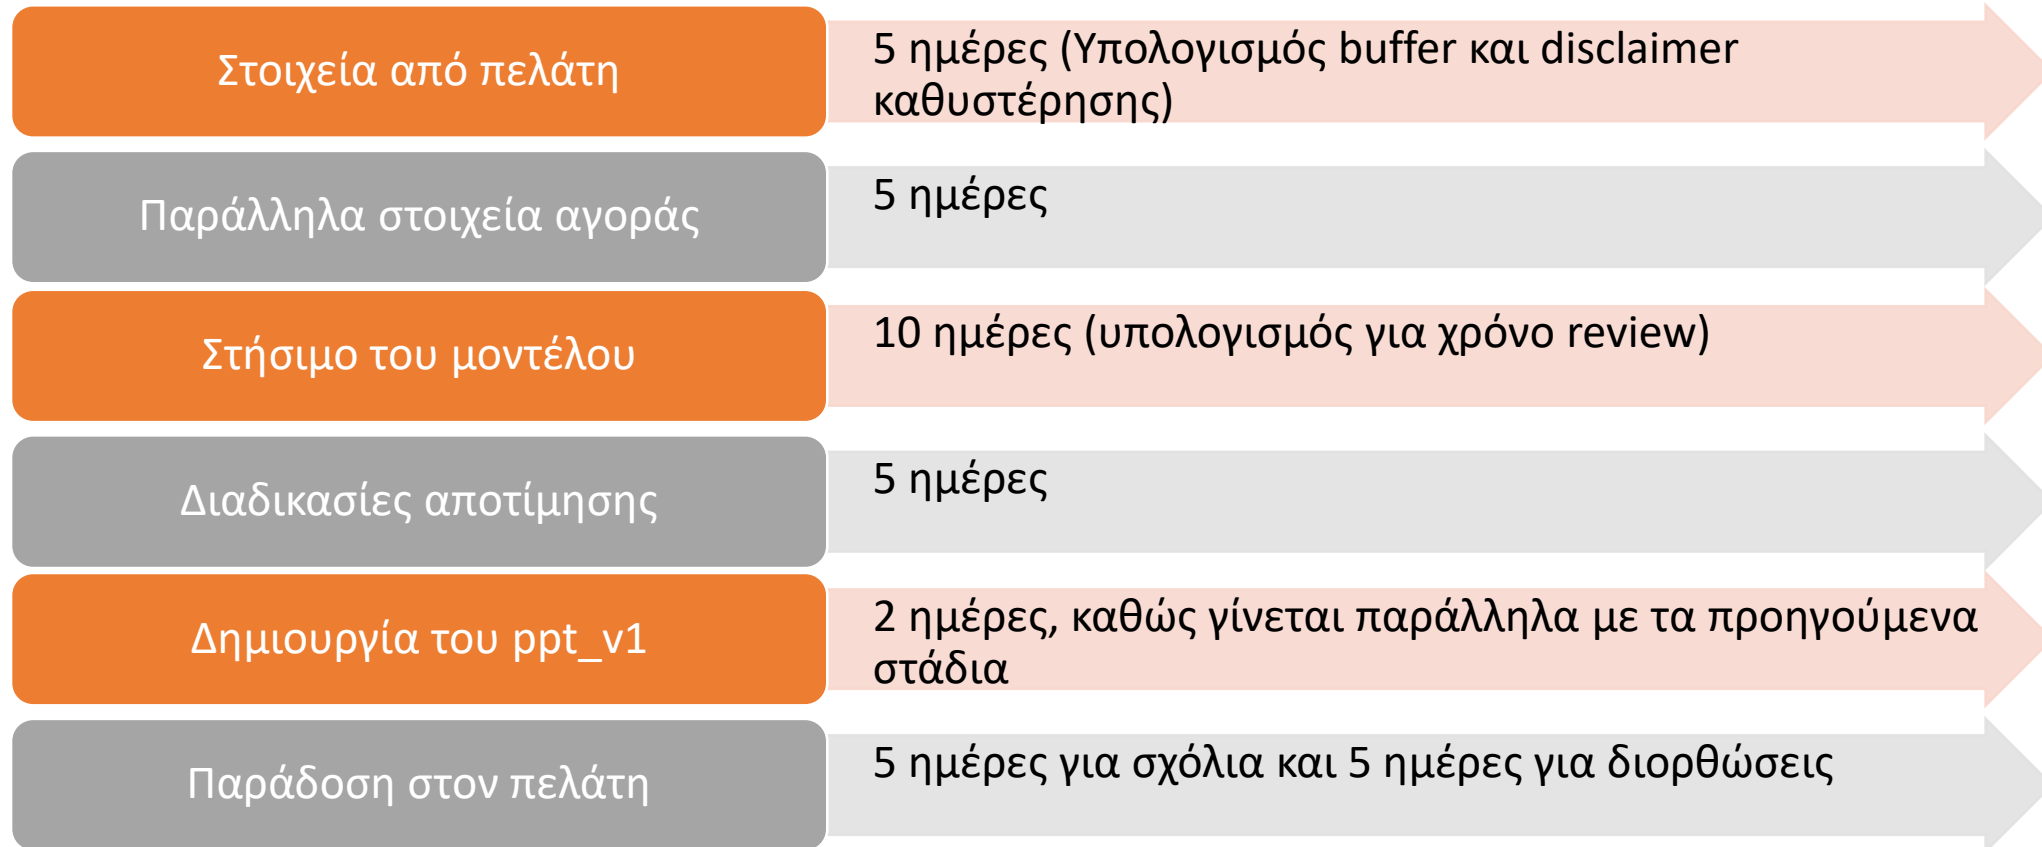 Στοιχεία από πελάτη
5 ημέρες (Υπολογισμός buffer και disclaimer
καθυστέρησης)
Παράλληλα στοιχεία αγοράς
5 ημέρες
Στήσιμο του μοντέλου
10 ημέρες (υπολογισμός για χρόνο review)
Διαδικασίες αποτίμησης
5 ημέρες
Δημιουργία του ppt_v1
2 ημέρες, καθώς γίνεται παράλληλα με τα προηγούμενα
στάδια
Παράδοση στον πελάτη
5 ημέρες για σχόλια και 5 ημέρες για διορθώσεις